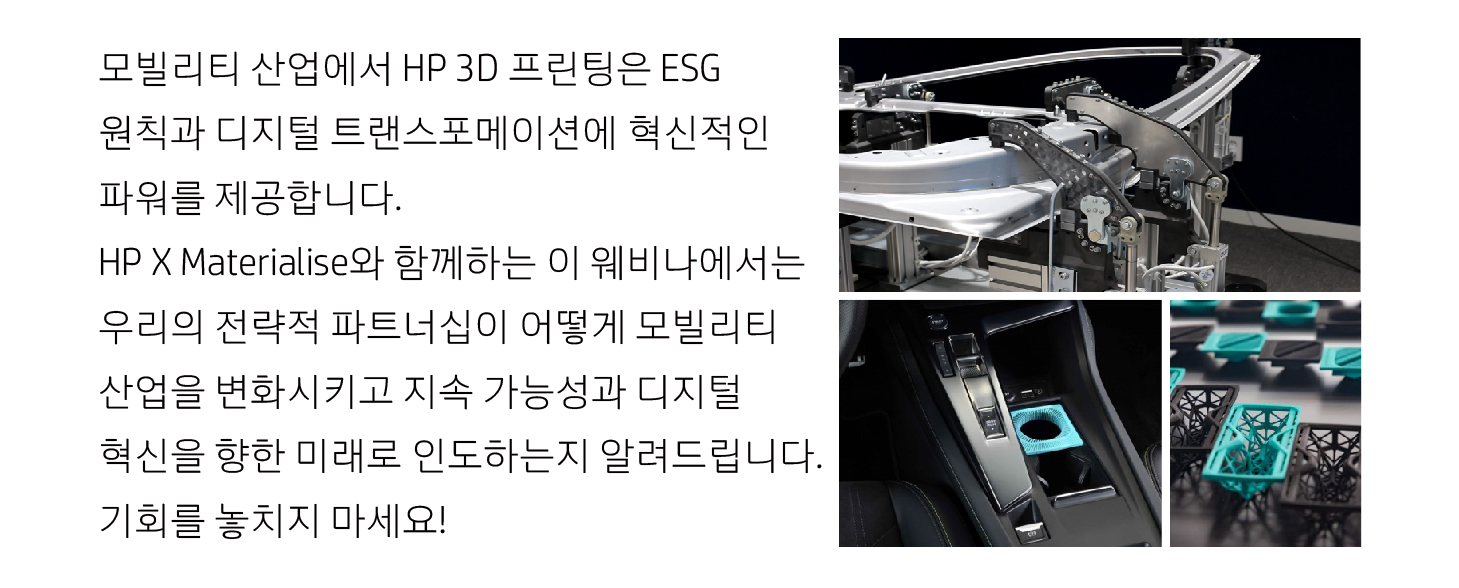 모빌리티 산업에서 HP 3D 프린팅은 ESG
원칙과 디지털 트랜스포메이션에 혁신적인
파워를 제공합니다.
HP X Materialise와 함께하는 이 웨비나에서는
우리의 전략적 파트너십이 어떻게 모빌리티
산업을 변화시키고 지속 가능성과 디지털
혁신을 향한 미래로 인도하는지 알려드립니다.
기회를 놓치지 마세요!